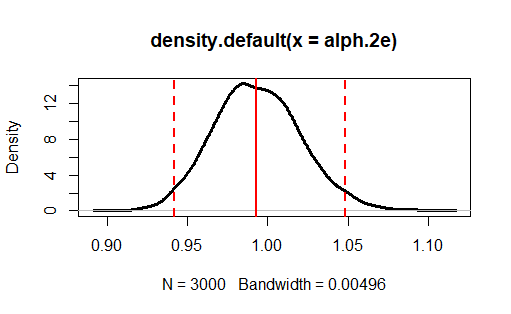 density.default(x = alph.2e)
Density
12
8
4
0
0.90 0.95 1.00 1.05 1.10
N = 3000 Bandwidth = 0.00496